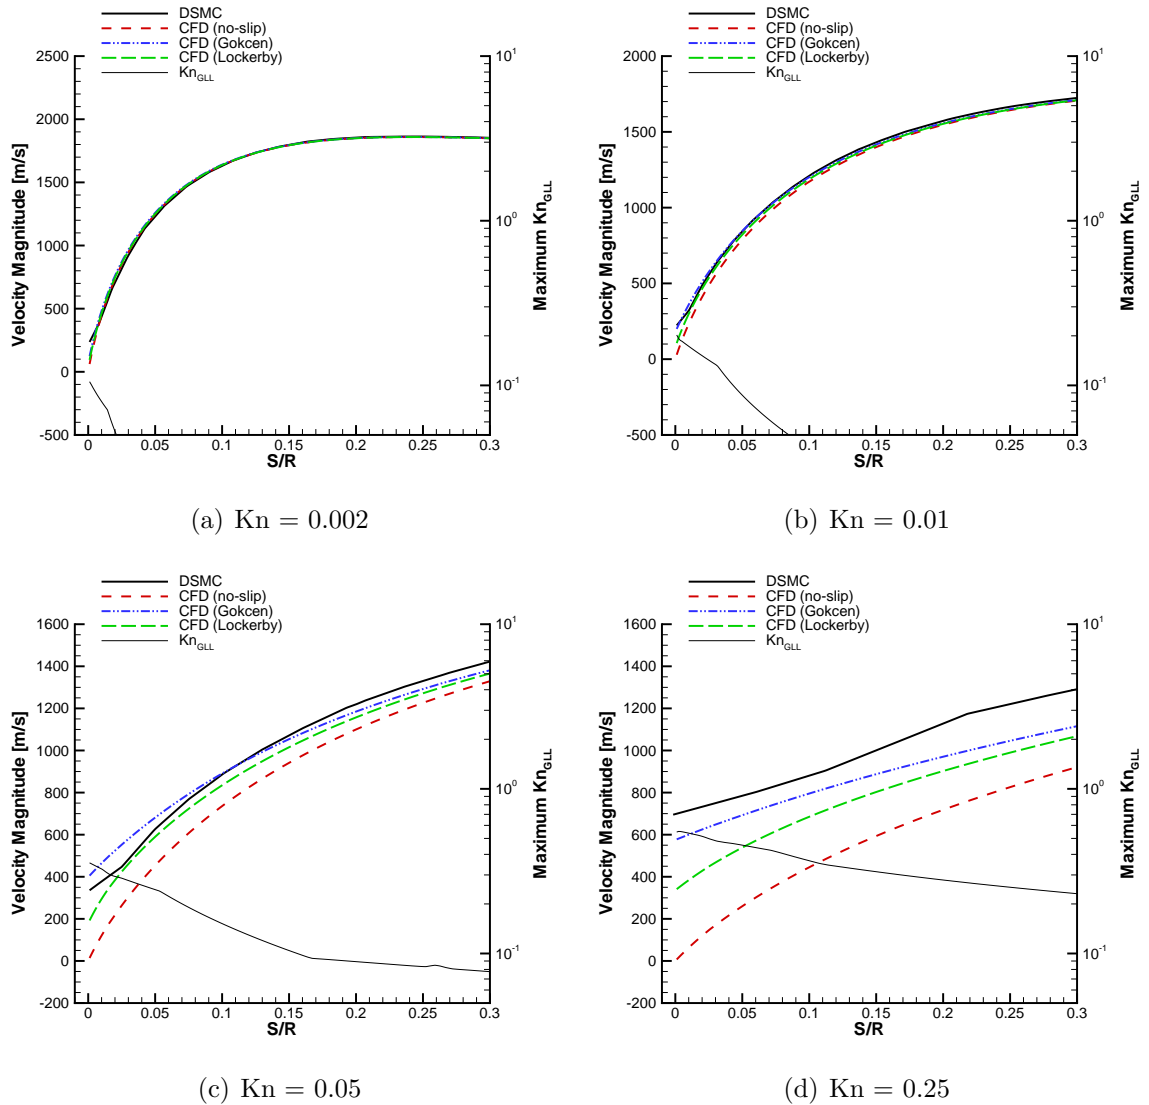 DSMC
CFD (no-slip)
CFD (Gokcen)
CFD (Lockerby)
Kn_GLL
2500
2000
1500
1000
500
0
-500
Velocity Magnitude [m/s]
10^1
10^0
10^-1
Maximum Kn_GLL
0 0.05 0.1 0.15 0.2 0.25 0.3
S/R
(a) Kn = 0.002
DSMC
CFD (no-slip)
CFD (Gokcen)
CFD (Lockerby)
Kn_GLL
2000
1500
1000
500
0
-500
Velocity Magnitude [m/s]
10^1
10^0
10^-1
Maximum Kn_GLL
0 0.05 0.1 0.15 0.2 0.25 0.3
S/R
(b) Kn = 0.01
DSMC
CFD (no-slip)
CFD (Gokcen)
CFD (Lockerby)
Kn_GLL
1600
1400
1200
1000
800
600
400
200
0
-200
Velocity Magnitude [m/s]
10^1
10^0
10^-1
Maximum Kn_GLL
0 0.05 0.1 0.15 0.2 0.25 0.3
S/R
(c) Kn = 0.05
DSMC
CFD (no-slip)
CFD (Gokcen)
CFD (Lockerby)
Kn_GLL
1600
1400
1200
1000
800
600
400
200
0
-200
Velocity Magnitude [m/s]
10^1
10^0
10^-1
Maximum Kn_GLL
0 0.05 0.1 0.15 0.2 0.25 0.3
S/R
(d) Kn = 0.25